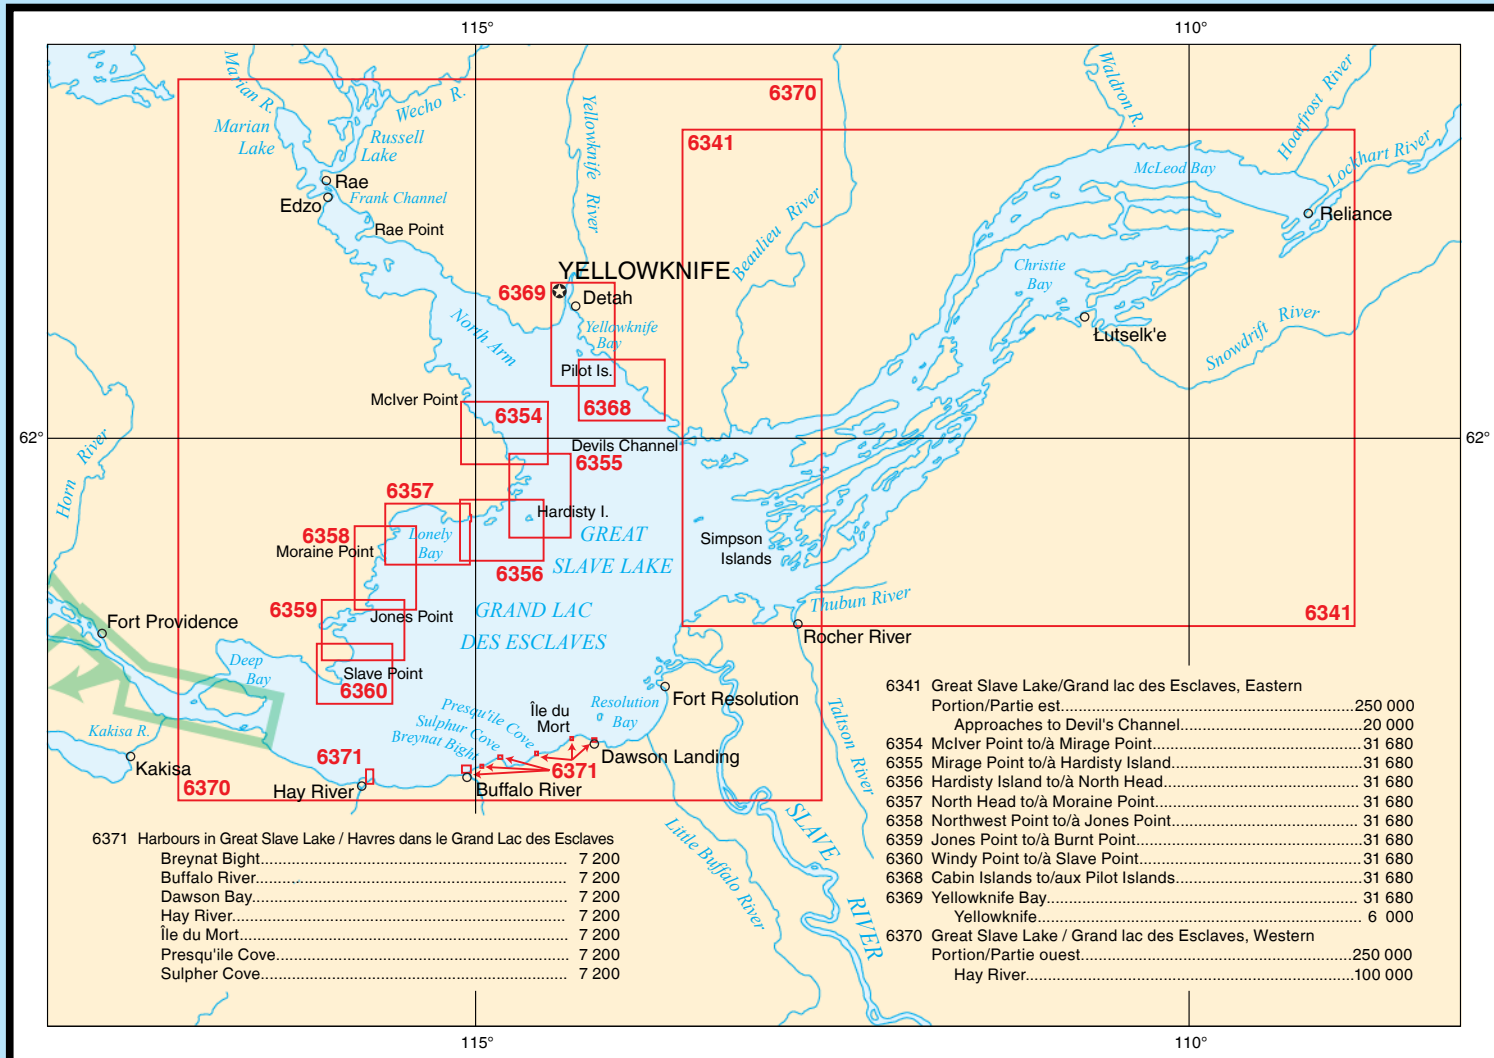 115°
110°
Marian R.
Wecho R.
6370
Waldron R.
Hoarfrost River
Marian
Lake
Russell
Lake
Yellowknife River
6341
McLeod Bay
Lockhart River
Rae
Edzo
Frank Channel
Rae Point
Beaulieu River
Reliance
YELLOWKNIFE
6369
Detah
Christie
Bay
Yellowknife
Bay
North Arm
Łutselk'e
Snowdrift River
Pilot Is.
McIver Point
6354
6368
62°
62°
Devils Channel
6355
Horn River
6357
Hardisty I.
6358
Lonely
Bay
GREAT
SLAVE LAKE
Moraine Point
6356
Simpson
Islands
6359
Jones Point
GRAND LAC
DES ESCLAVES
Thubun River
6341
Fort Providence
Rocher River
Deep
Bay
Slave Point
6360
Fort Resolution
Resolution
Bay
Île du
Mort
Presqu'ile Cove
Sulphur Cove
Breynat Bight
Taltson River
Kakisa R.
Kakisa
Dawson Landing
6371
6371
6370
Hay River
Buffalo River
Little Buffalo River
SLAVE RIVER
6341 Great Slave Lake/Grand lac des Esclaves, Eastern
Portion/Partie est 250 000
Approaches to Devil's Channel 20 000
6354 McIver Point to/à Mirage Point 31 680
6355 Mirage Point to/à Hardisty Island 31 680
6356 Hardisty Island to/à North Head 31 680
6357 North Head to/à Moraine Point 31 680
6358 Northwest Point to/à Jones Point 31 680
6359 Jones Point to/à Burnt Point 31 680
6360 Windy Point to/à Slave Point 31 680
6368 Cabin Islands to/aux Pilot Islands 31 680
6369 Yellowknife Bay 31 680
Yellowknife 6 000
6370 Great Slave Lake / Grand lac des Esclaves, Western
Portion/Partie ouest 250 000
Hay River 100 000
6371 Harbours in Great Slave Lake / Havres dans le Grand Lac des Esclaves
Breynat Bight 7 200
Buffalo River 7 200
Dawson Bay 7 200
Hay River 7 200
Île du Mort 7 200
Presqu'ile Cove 7 200
Sulpher Cove 7 200
115°
110°